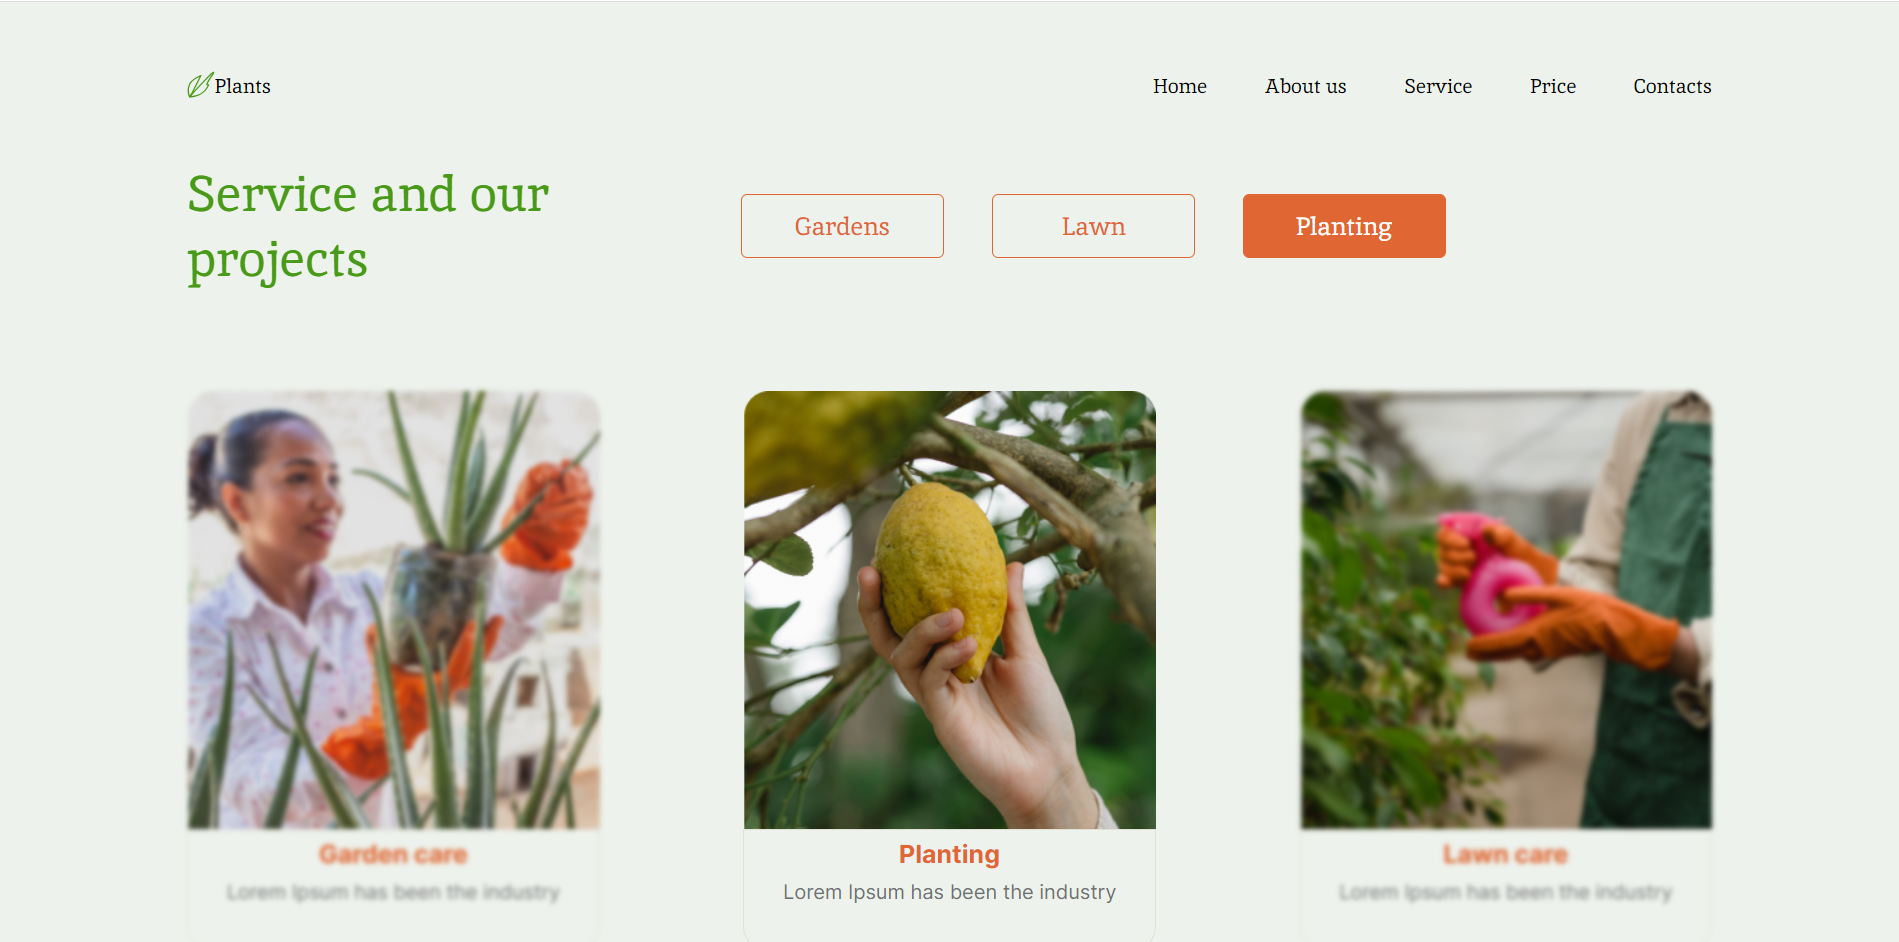 Plants
Home About us Service Price Contacts
Service and our
projects
Gardens Lawn Planting
Garden care
Lorem Ipsum has been the industry
Planting
Lorem Ipsum has been the industry
Lawn care
Lorem Ipsum has been the industry